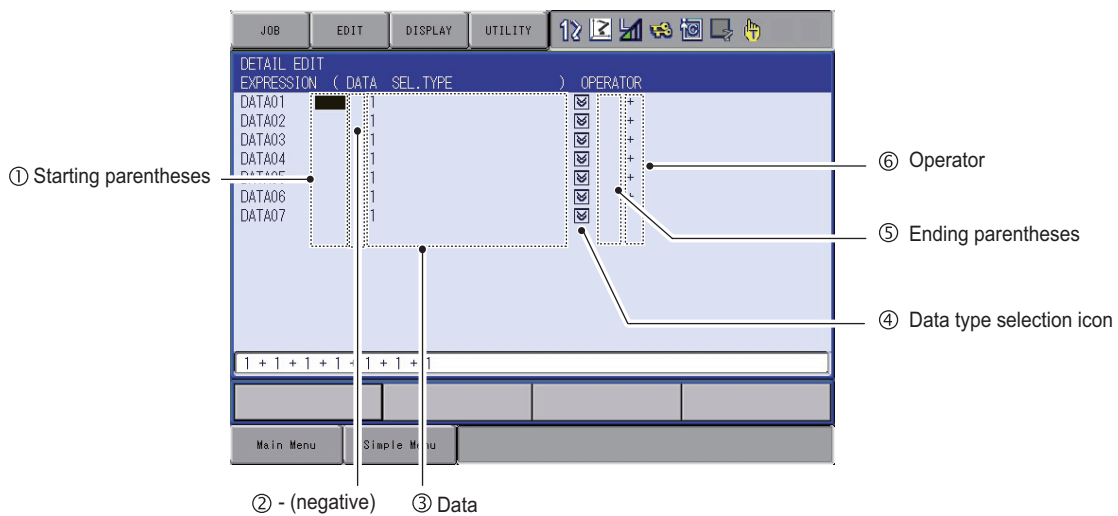 JOB EDIT DISPLAY UTILITY
DETAIL EDIT
EXPRESSION ( DATA SEL.TYPE ) OPERATOR
DATA01 1 +
DATA02 1 +
DATA03 1 +
DATA04 1 +
DATA05 1 +
DATA06 1
DATA07 1
① Starting parentheses
⑥ Operator
⑤ Ending parentheses
④ Data type selection icon
1 + 1 + 1 + 1 + 1 + 1 + 1
Main Menu Simple Menu
② - (negative) ③ Data